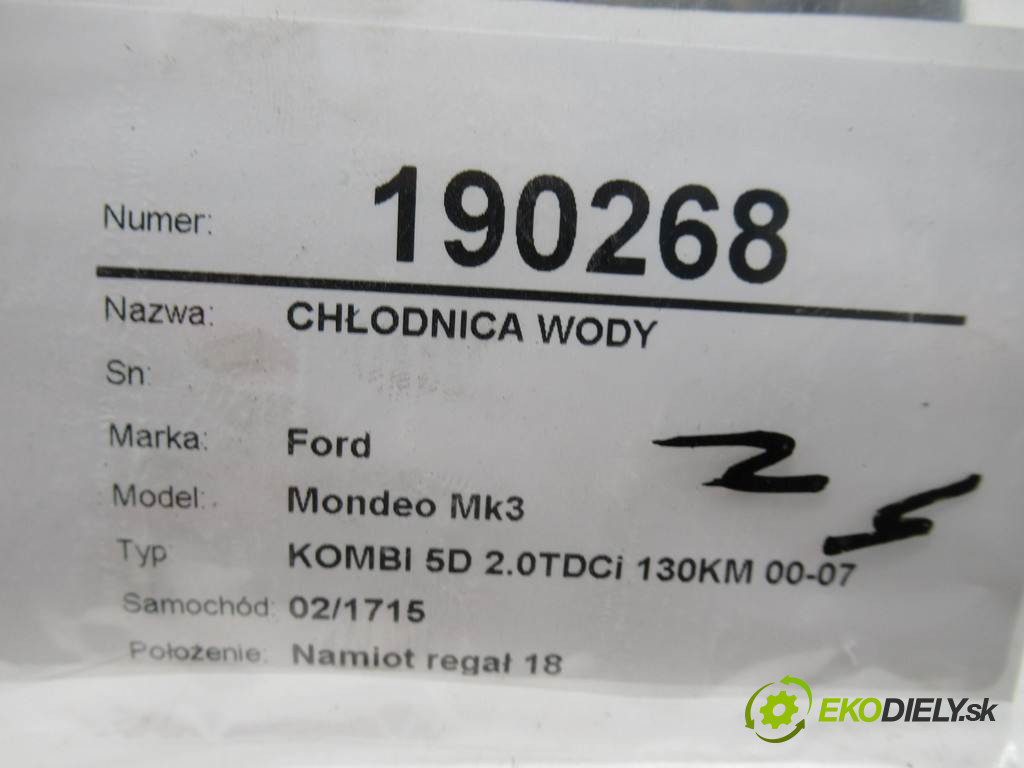 Numer: 190268
Nazwa: CHŁODNICA WODY
Sn:
Marka: Ford
Model: Mondeo Mk3
Typ KOMBI 5D 2.0TDCi 130KM 00-07
Samochód: 02/1715
Położenie: Namiot regał 18
EKODIELY.sk